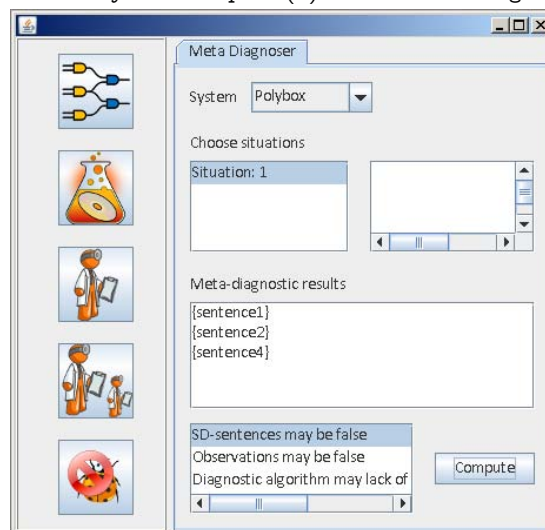 Meta Diagnoser
System
Polybox
Choose situations
Situation: 1
Meta-diagnostic results
{sentence1}
{sentence2}
{sentence4}
SD-sentences may be false
Observations may be false
Diagnostic algorithm may lack of
Compute